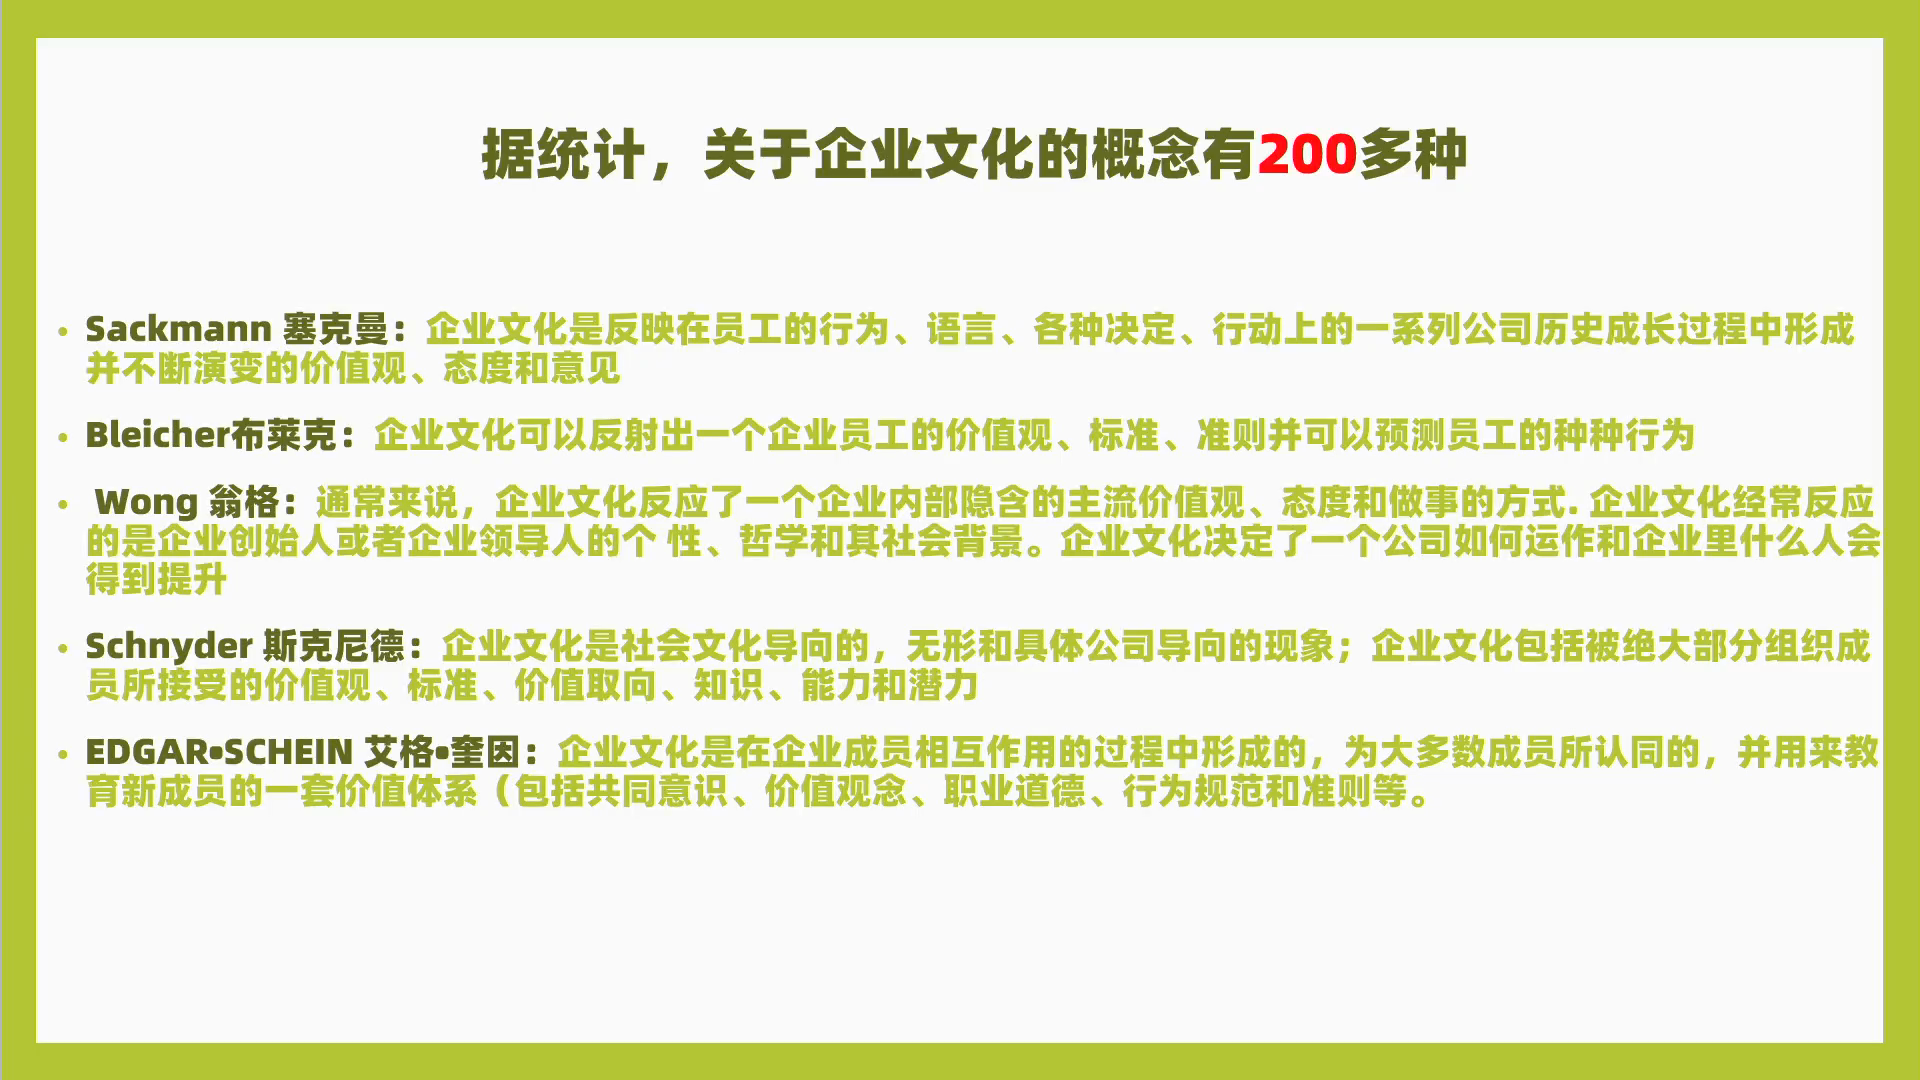 据统计，关于企业文化的概念有200多种
• Sackmann 塞克曼：企业文化是反映在员工的行为、语言、各种决定、行动上的一系列公司历史成长过程中形成
并不断演变的价值观、态度和意见
• Bleicher布莱克：企业文化可以反射出一个企业员工的价值观、标准、准则并可以预测员工的种种行为
• Wong 翁格：通常来说，企业文化反应了一个企业内部隐含的主流价值观、态度和做事的方式. 企业文化经常反应
的是企业创始人或者企业领导人的个 性、哲学和其社会背景。企业文化决定了一个公司如何运作和企业里什么人会
得到提升
• Schnyder 斯克尼德：企业文化是社会文化导向的，无形和具体公司导向的现象；企业文化包括被绝大部分组织成
员所接受的价值观、标准、价值取向、知识、能力和潜力
• EDGAR•SCHEIN 艾格•奎因：企业文化是在企业成员相互作用的过程中形成的，为大多数成员所认同的，并用来教
育新成员的一套价值体系（包括共同意识、价值观念、职业道德、行为规范和准则等。